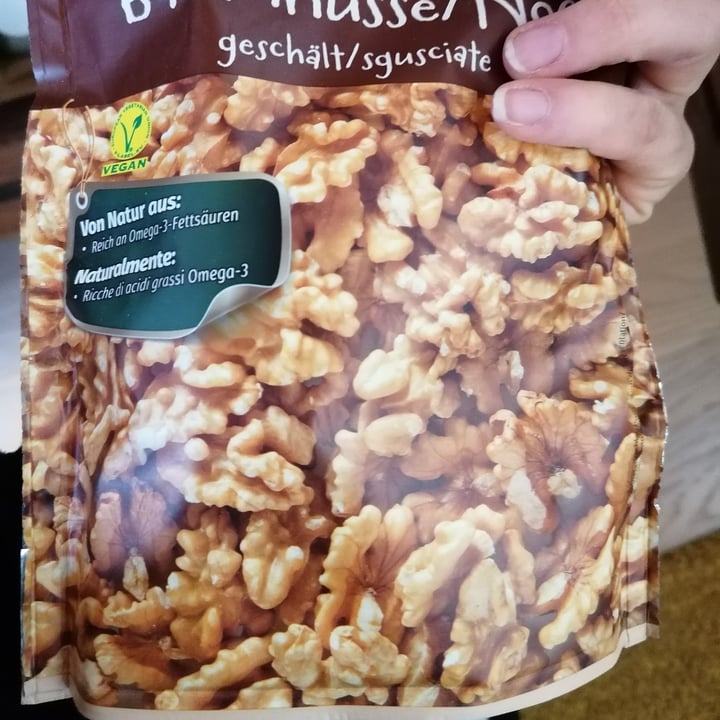 geschält/sgusciate
VEGAN
Von Natur aus:
• Reich an Omega-3-Fettsäuren
Naturalmente:
• Ricche di acidi grassi Omega-3